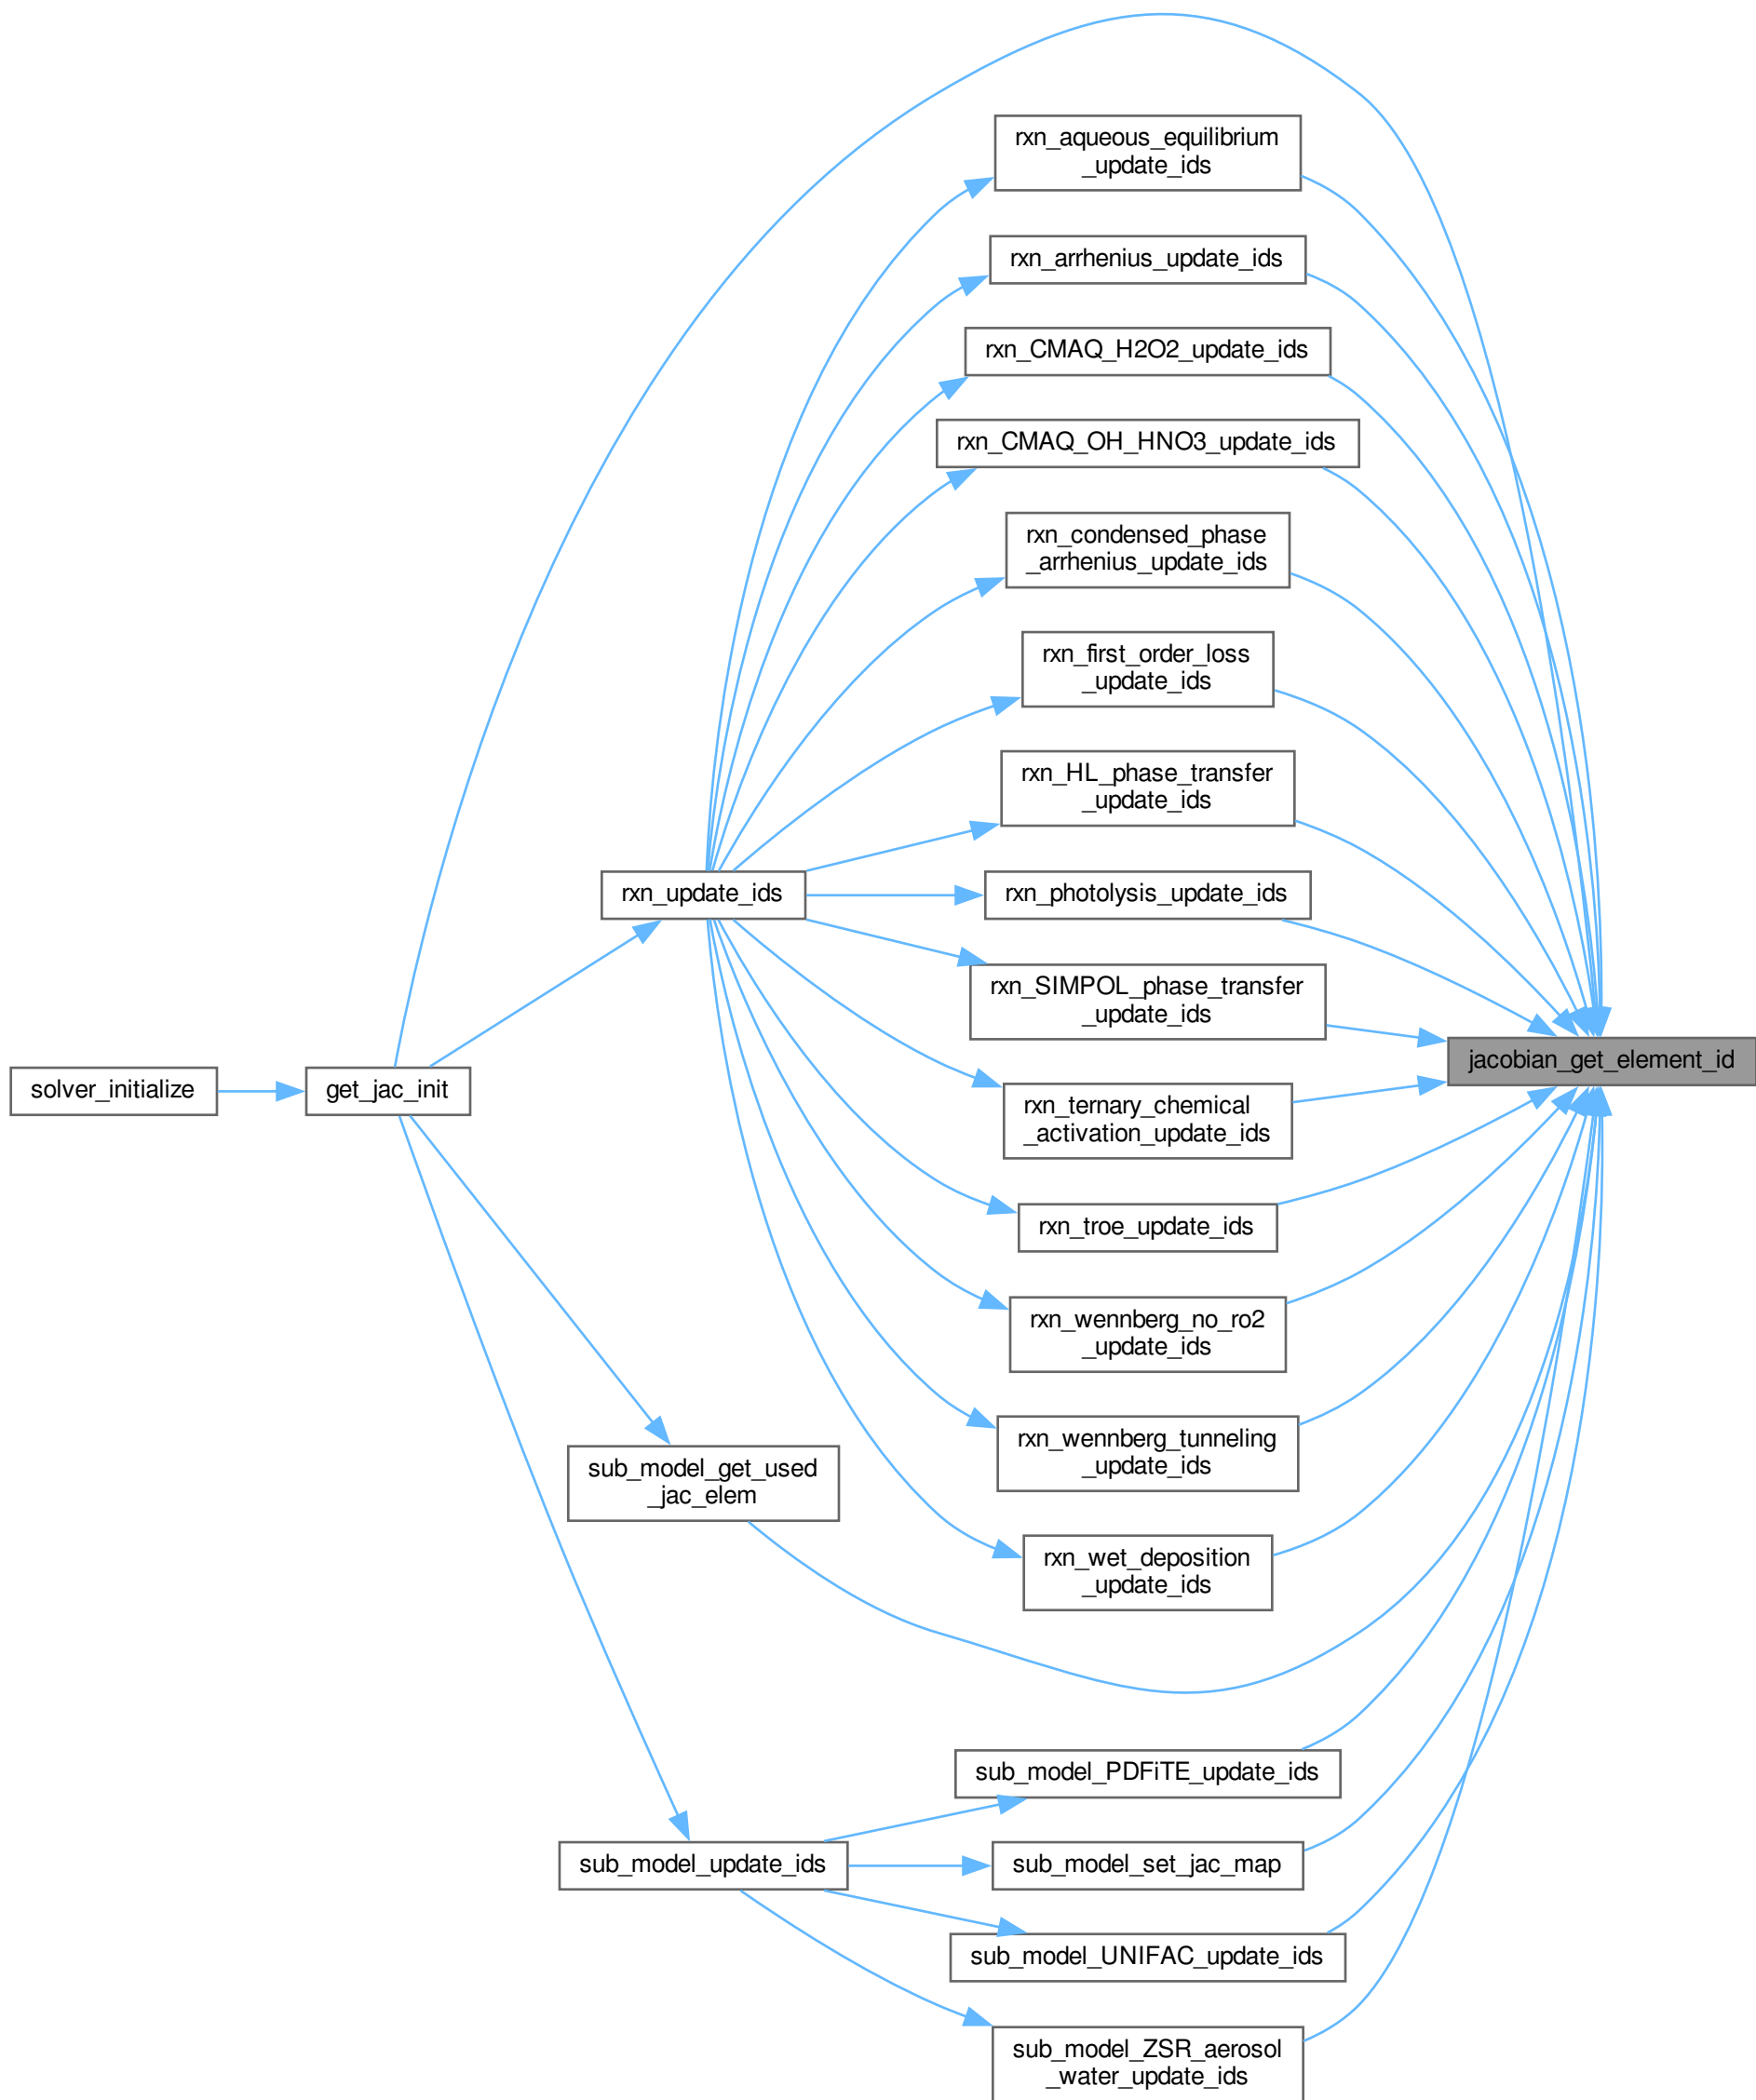 rxn_aqueous_equilibrium
_update_ids
rxn_arrhenius_update_ids
rxn_CMAQ_H2O2_update_ids
rxn_CMAQ_OH_HNO3_update_ids
rxn_condensed_phase
_arrhenius_update_ids
rxn_first_order_loss
_update_ids
rxn_HL_phase_transfer
_update_ids
rxn_update_ids
rxn_photolysis_update_ids
rxn_SIMPOL_phase_transfer
_update_ids
jacobian_get_element_id
solver_initialize
get_jac_init
rxn_ternary_chemical
_activation_update_ids
rxn_troe_update_ids
rxn_wennberg_no_ro2
_update_ids
rxn_wennberg_tunneling
_update_ids
sub_model_get_used
_jac_elem
rxn_wet_deposition
_update_ids
sub_model_PDFiTE_update_ids
sub_model_update_ids
sub_model_set_jac_map
sub_model_UNIFAC_update_ids
sub_model_ZSR_aerosol
_water_update_ids